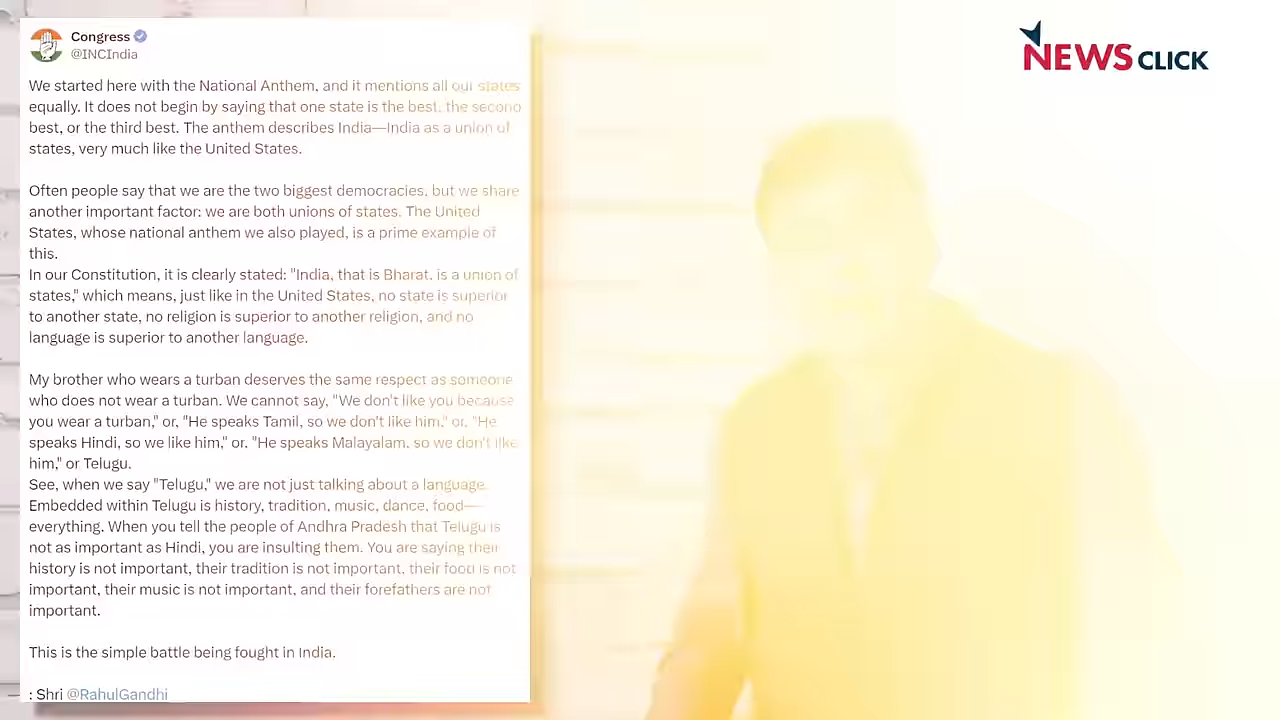 Congress
@INCIndia
We started here with the National Anthem, and it mentions all our states
equally. It does not begin by saying that one state is the best, the second
best, or the third best. The anthem describes India—India as a union of
states, very much like the United States.
Often people say that we are the two biggest democracies, but we share
another important factor: we are both unions of states. The United
States, whose national anthem we also played, is a prime example of
this.
In our Constitution, it is clearly stated: "India, that is Bharat, is a union of
states," which means, just like in the United States, no state is superior
to another state, no religion is superior to another religion, and no
language is superior to another language.
My brother who wears a turban deserves the same respect as someone
who does not wear a turban. We cannot say, "We don't like you because
you wear a turban," or, "He speaks Tamil, so we don't like him," or, "He
speaks Hindi, so we like him," or, "He speaks Malayalam, so we don't like
him," or Telugu.
See, when we say "Telugu," we are not just talking about a language.
Embedded within Telugu is history, tradition, music, dance, food—
everything. When you tell the people of Andhra Pradesh that Telugu is
not as important as Hindi, you are insulting them. You are saying their
history is not important, their tradition is not important, their food is not
important, their music is not important, and their forefathers are not
important.
This is the simple battle being fought in India.
: Shri @RahulGandhi
NEWS CLICK